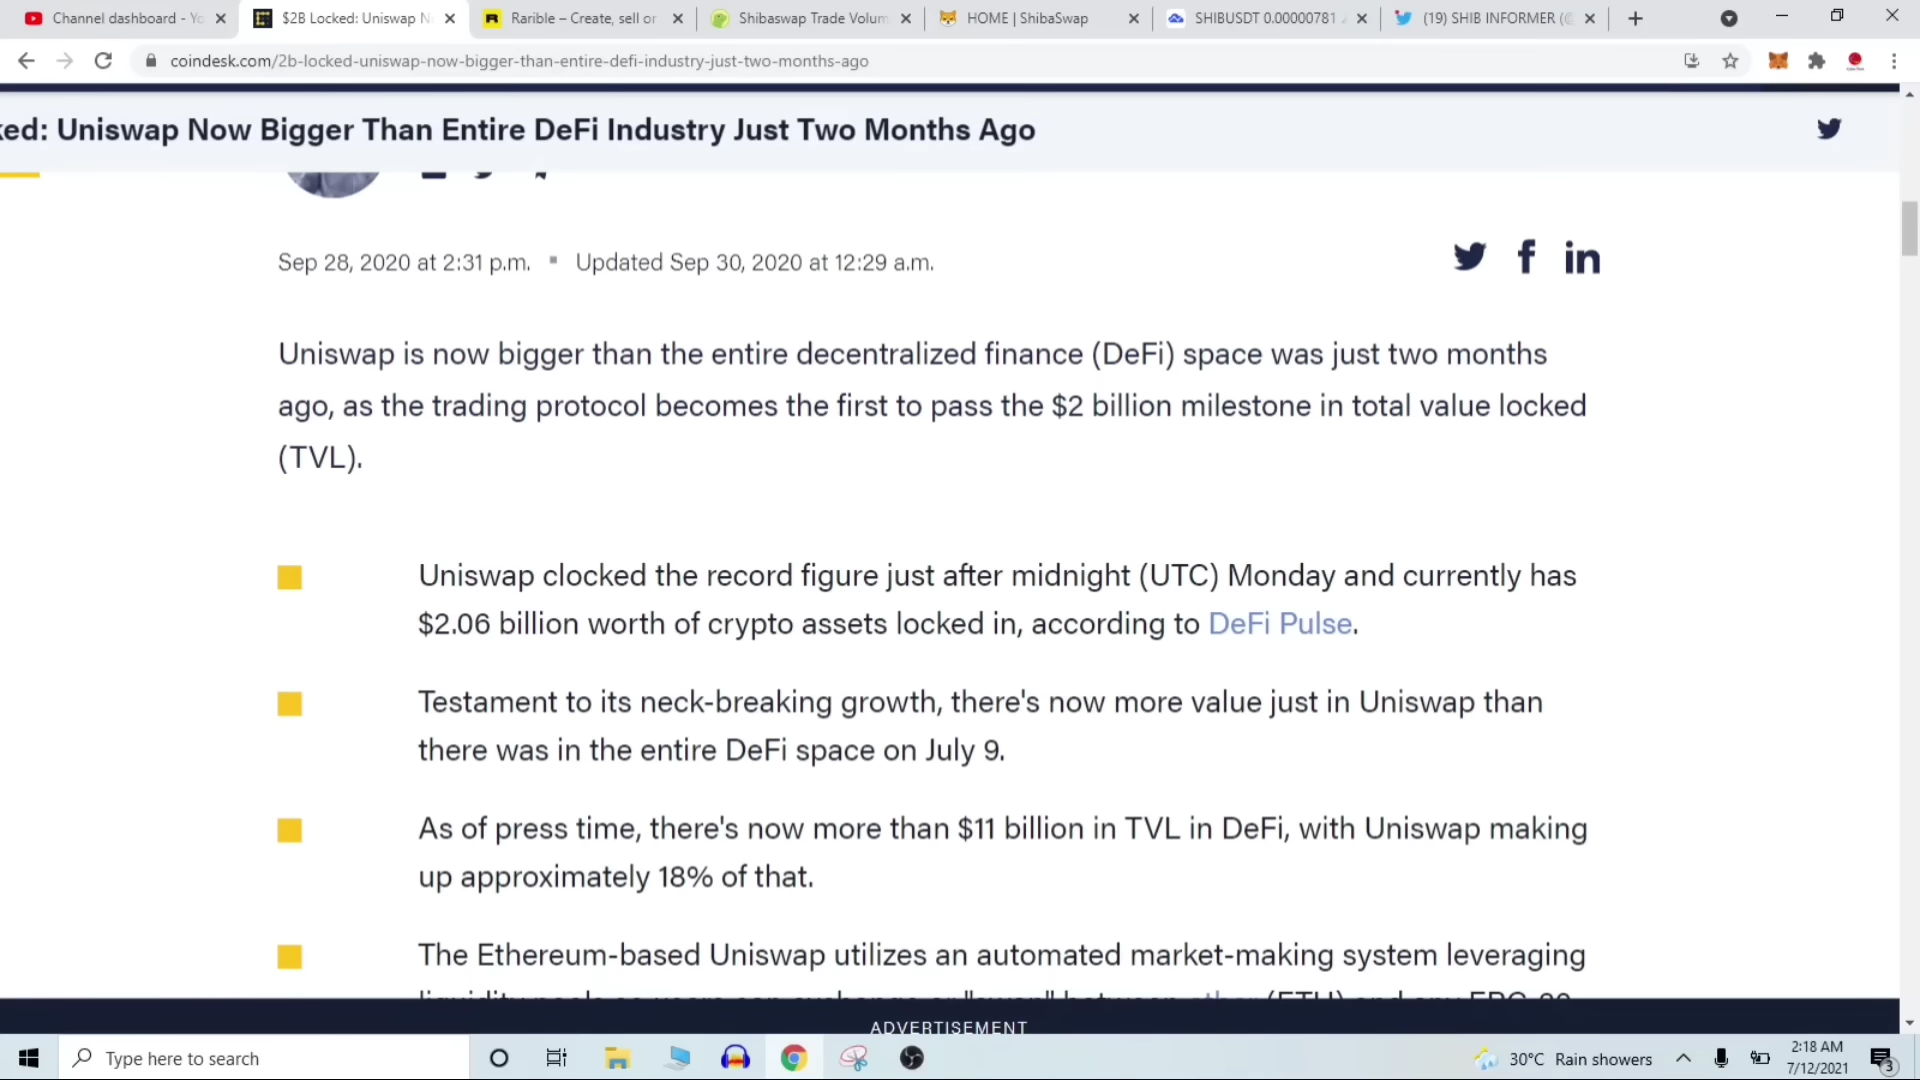 Channel dashboard - Yo
$2B Locked: Uniswap N
Rarible – Create, sell or
Shibaswap Trade Volum
HOME | ShibaSwap
SHIBUSDT 0.00000781
(19) SHIB INFORMER (@
coindesk.com/2b-locked-uniswap-now-bigger-than-entire-defi-industry-just-two-months-ago
ked: Uniswap Now Bigger Than Entire DeFi Industry Just Two Months Ago
Sep 28, 2020 at 2:31 p.m. ▪ Updated Sep 30, 2020 at 12:29 a.m.
Uniswap is now bigger than the entire decentralized finance (DeFi) space was just two months
ago, as the trading protocol becomes the first to pass the $2 billion milestone in total value locked
(TVL).
Uniswap clocked the record figure just after midnight (UTC) Monday and currently has
$2.06 billion worth of crypto assets locked in, according to DeFi Pulse.
Testament to its neck-breaking growth, there's now more value just in Uniswap than
there was in the entire DeFi space on July 9.
As of press time, there's now more than $11 billion in TVL in DeFi, with Uniswap making
up approximately 18% of that.
The Ethereum-based Uniswap utilizes an automated market-making system leveraging
ADVERTISEMENT
Type here to search
30°C Rain showers
2:18 AM
7/12/2021
3